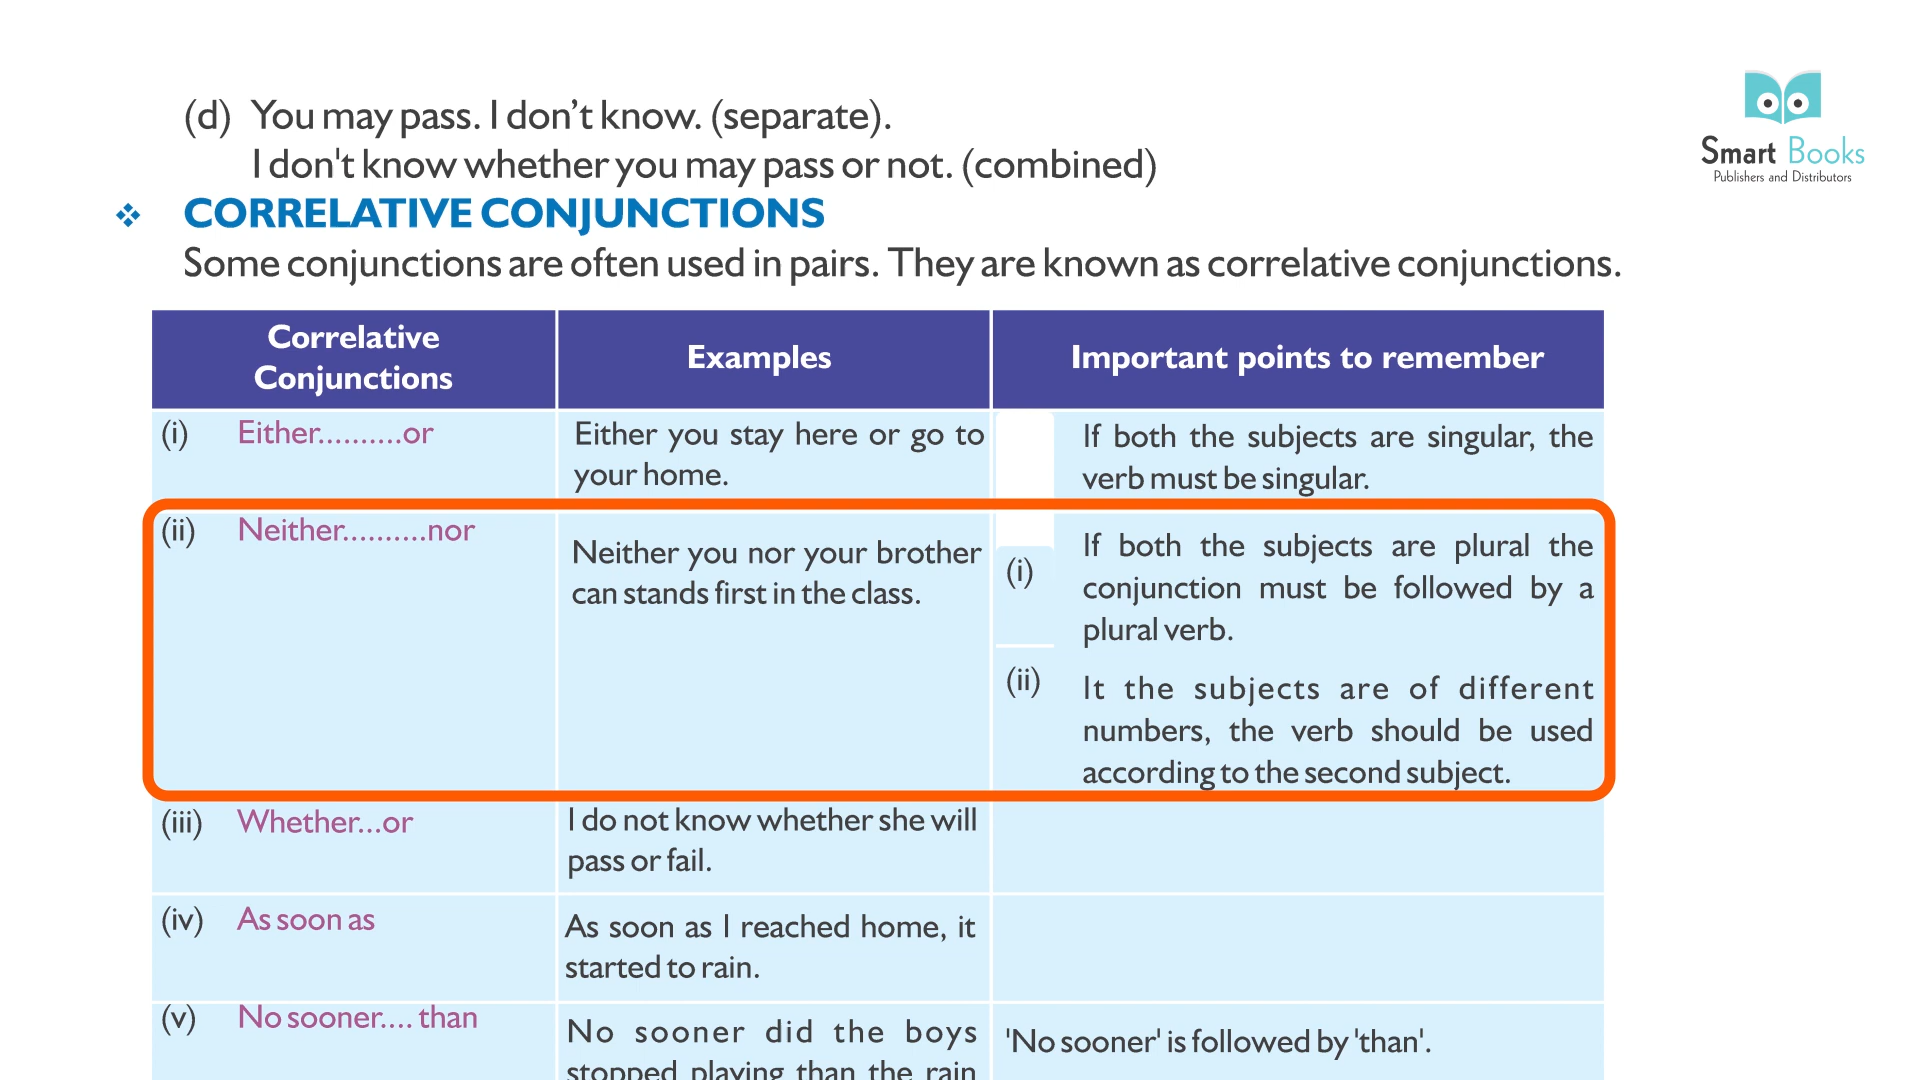 (d) You may pass. I don’t know. (separate).
I don't know whether you may pass or not. (combined)
Smart Books
Publishers and Distributors
❖ CORRELATIVE CONJUNCTIONS
Some conjunctions are often used in pairs. They are known as correlative conjunctions.
Correlative
Conjunctions
Examples
Important points to remember
(i) Either..........or
Either you stay here or go to
your home.
If both the subjects are singular, the
verb must be singular.
(ii) Neither..........nor
Neither you nor your brother
can stands first in the class.
(i) If both the subjects are plural the
conjunction must be followed by a
plural verb.
(ii) It the subjects are of different
numbers, the verb should be used
according to the second subject.
(iii) Whether...or
I do not know whether she will
pass or fail.
(iv) As soon as
As soon as I reached home, it
started to rain.
(v) No sooner.... than
No sooner did the boys
stopped playing than the rain
'No sooner' is followed by 'than'.